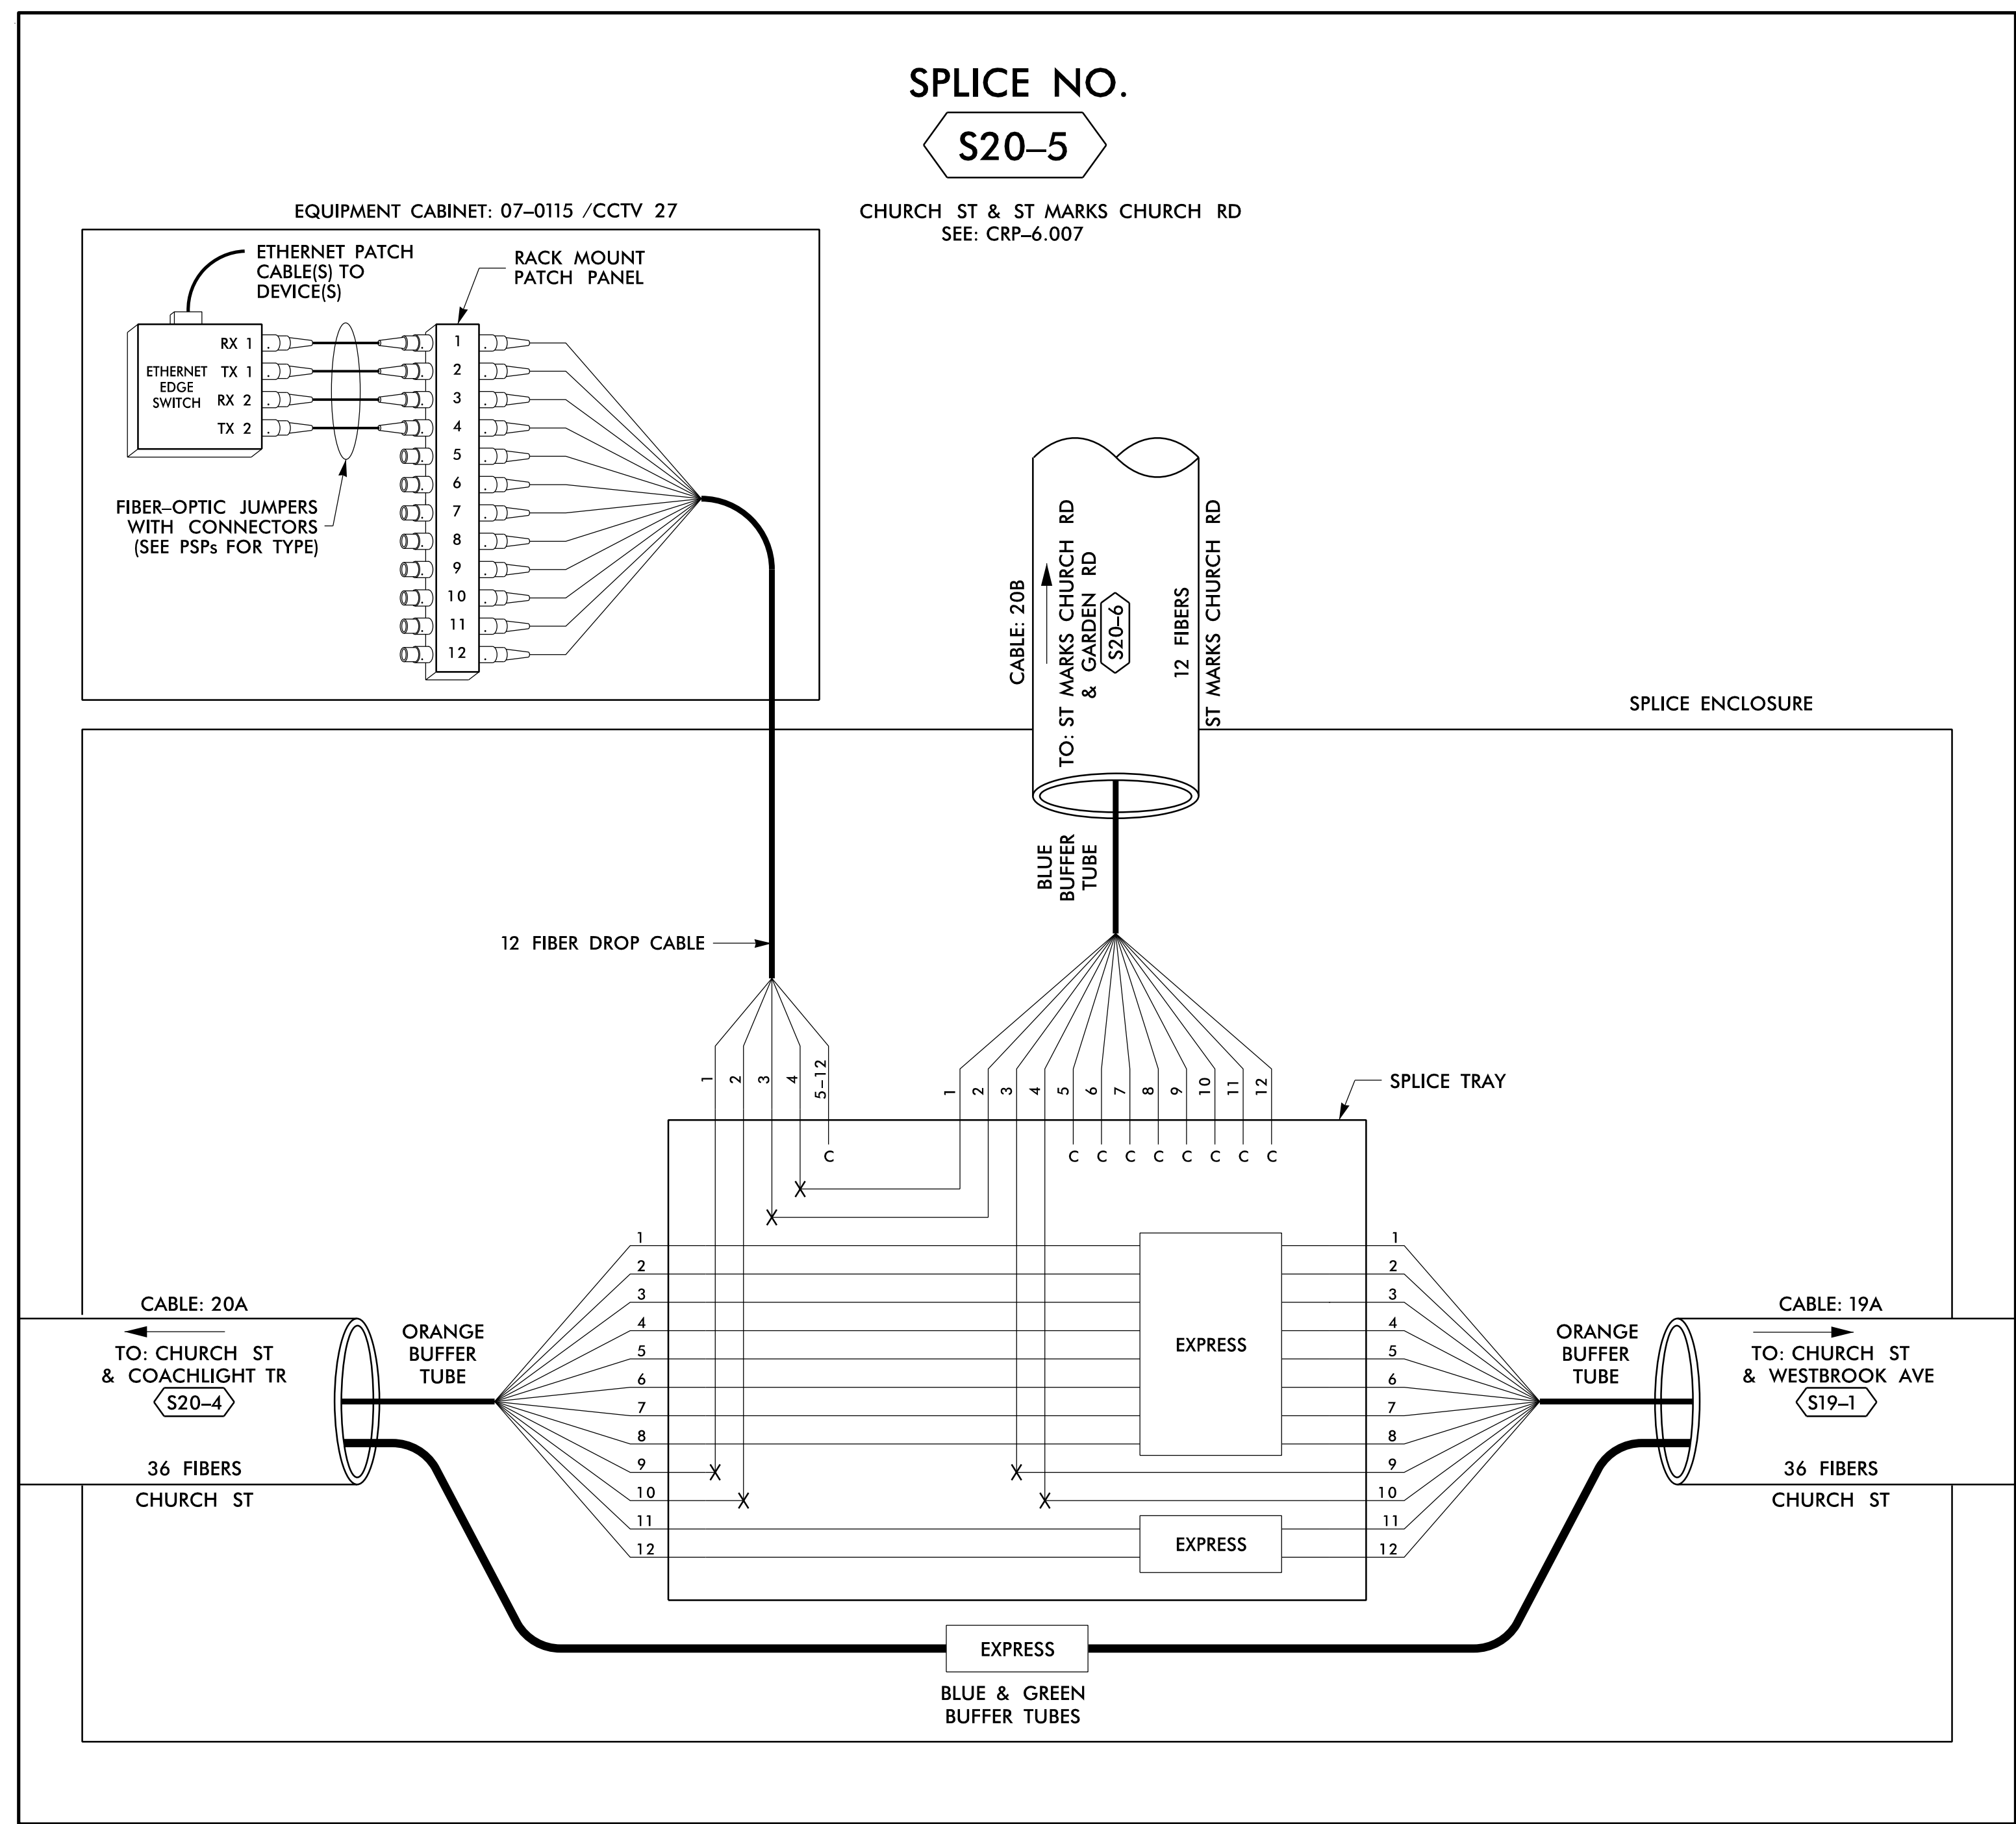 SPLICE NO.
S20–5
CHURCH ST & ST MARKS CHURCH RD
SEE: CRP–6.007
EQUIPMENT CABINET: 07–0115 /CCTV 27
ETHERNET PATCH
CABLE(S) TO
DEVICE(S)
RACK MOUNT
PATCH PANEL
ETHERNET
EDGE
SWITCH
RX 1
TX 1
RX 2
TX 2
1
2
3
4
5
6
7
8
9
10
11
12
FIBER–OPTIC JUMPERS
WITH CONNECTORS
(SEE PSPs FOR TYPE)
CABLE: 20B
TO: ST MARKS CHURCH RD
& GARDEN RD
S20–6
12 FIBERS
ST MARKS CHURCH RD
SPLICE ENCLOSURE
BLUE
BUFFER
TUBE
12 FIBER DROP CABLE
1
2
3
4
5–12
C
1
2
3
4
5
6
7
8
9
10
11
12
C C C C C C C C
SPLICE TRAY
CABLE: 20A
TO: CHURCH ST
& COACHLIGHT TR
S20–4
36 FIBERS
CHURCH ST
ORANGE
BUFFER
TUBE
1
2
3
4
5
6
7
8
9
10
11
12
EXPRESS
EXPRESS
1
2
3
4
5
6
7
8
9
10
11
12
ORANGE
BUFFER
TUBE
CABLE: 19A
TO: CHURCH ST
& WESTBROOK AVE
S19–1
36 FIBERS
CHURCH ST
EXPRESS
BLUE & GREEN
BUFFER TUBES